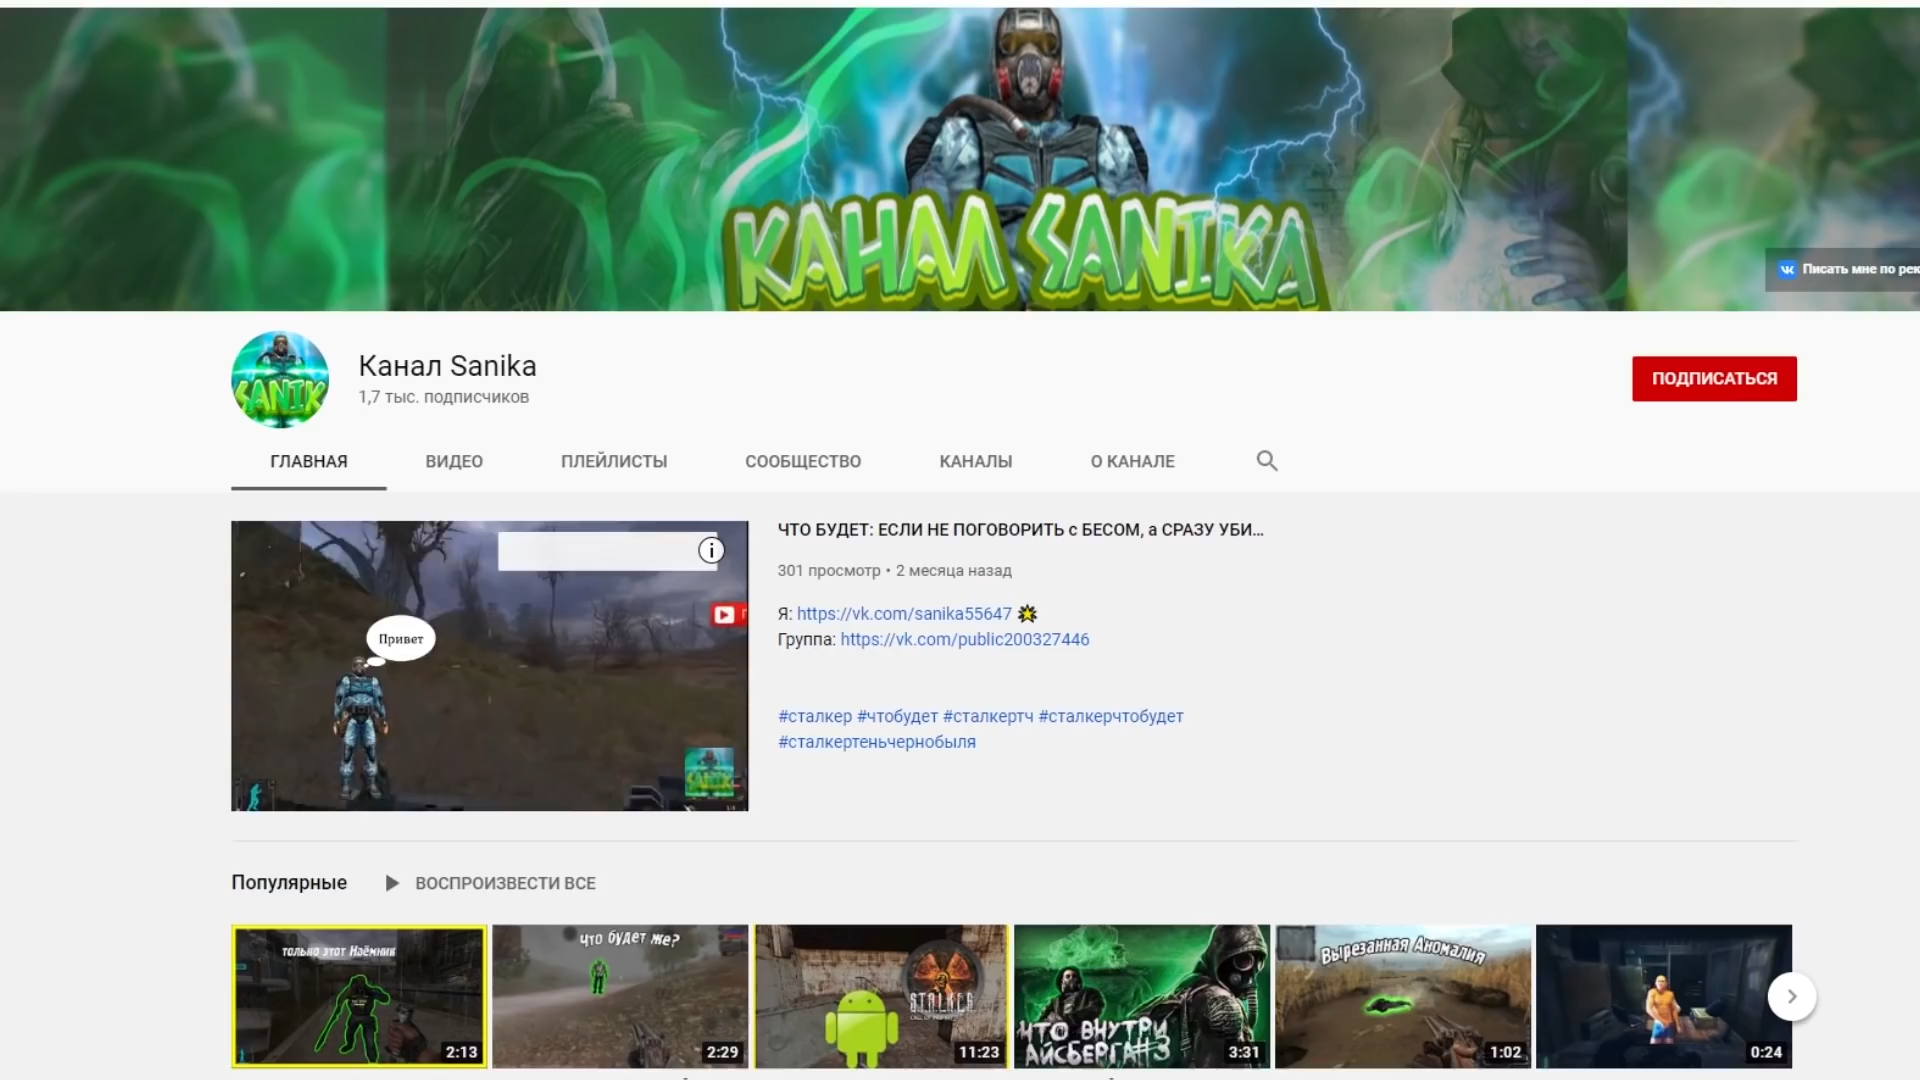 КАНАЛ SANIKA
Писать мне по рек
SANIK
Канал Sanika
1,7 тыс. подписчиков
ПОДПИСАТЬСЯ
ГЛАВНАЯ
ВИДЕО
ПЛЕЙЛИСТЫ
СООБЩЕСТВО
КАНАЛЫ
О КАНАЛЕ
Привет
SANIK
ЧТО БУДЕТ: ЕСЛИ НЕ ПОГОВОРИТЬ с БЕСОМ, а СРАЗУ УБИ...
301 просмотр • 2 месяца назад
Я: https://vk.com/sanika55647
Группа: https://vk.com/public200327446
#сталкер #чтобудет #сталкертч #сталкерчтобудет
#сталкертеньчернобыля
Популярные
ВОСПРОИЗВЕСТИ ВСЕ
только этот Наёмник
2:13
Что будет же?
2:29
S.T.A.L.K.E.R.
11:23
ЧТО ВНУТРИ
АЙСБЕРГА#3
3:31
Вырезанная Аномалия
1:02
0:24